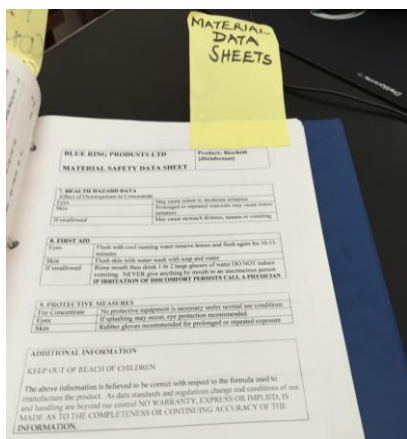 MATERIAL
DATA
SHEETS
BLUE RING PRODUSTS LTD
Product: Biochem
[disinfectant]
MATERIAL SAFETY DATA SHEET
7. HEALTH HAZARD DATA
Effect of Overexposure to Concentrate
Eyes May cause minor to moderate irritation
Skin Prolonged or repeated exposure may cause minor
irritation
If swallowed May cause stomach distress, nausea or vomiting
8. FIRST AID
Eyes Flush with cool running water remove lenses and flush again for 10-15
minutes
Skin Flush skin with water wash with soap and water
If swallowed Rinse mouth then drink 1 0r 2 large glasses of water DO NOT induce
vomiting. NEVER give anything by mouth to an unconscious person
IF IRRITATION OF DISCOMFORT PERSISTS CALL A PHYSICIAN
9. PROTECTIVE MEASURES
For Concentrate No protective equipment is necessary under normal use conditions
Eyes If splashing may occur, eye protection recommended
Skin Rubber gloves recommended for prolonged or repeated exposure
ADDITIONAL INFORMATION
KEEP OUT OF REACH OF CHILDREN
The above information is believed to be correct with respect to the formula used to
manufacture the product. As data standards and regulations change and conditions of use
and handling are beyond our control NO WARRANTY, EXPRESS OR IMPLIED, IS
MADE AS TO THE COMPLETENESS OR CONTINUING ACCURACY OF THE
INFORMATION.